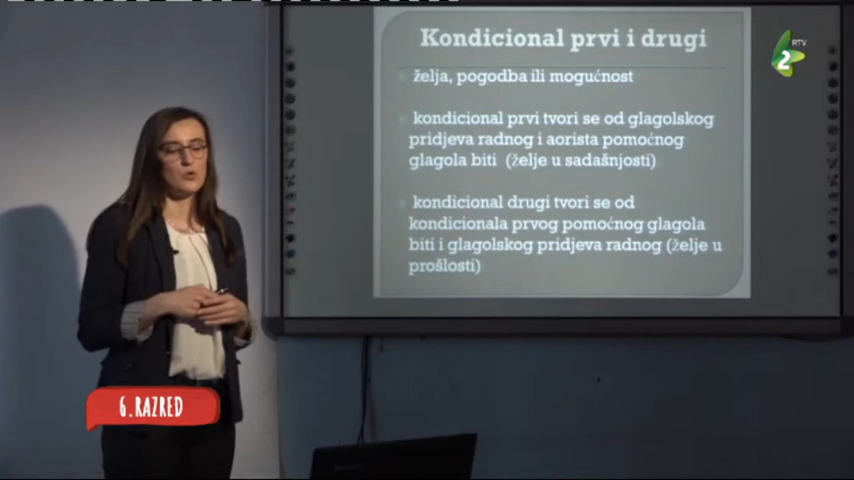 Kondicional prvi i drugi
želja, pogodba ili mogućnost
kondicional prvi tvori se od glagolskog
pridjeva radnog i aorista pomoćnog
glagola biti (želje u sadašnjosti)
kondicional drugi tvori se od
kondicionala prvog pomoćnog glagola
biti i glagolskog pridjeva radnog (želje u
prošlosti)
RTV
2
6.RAZRED